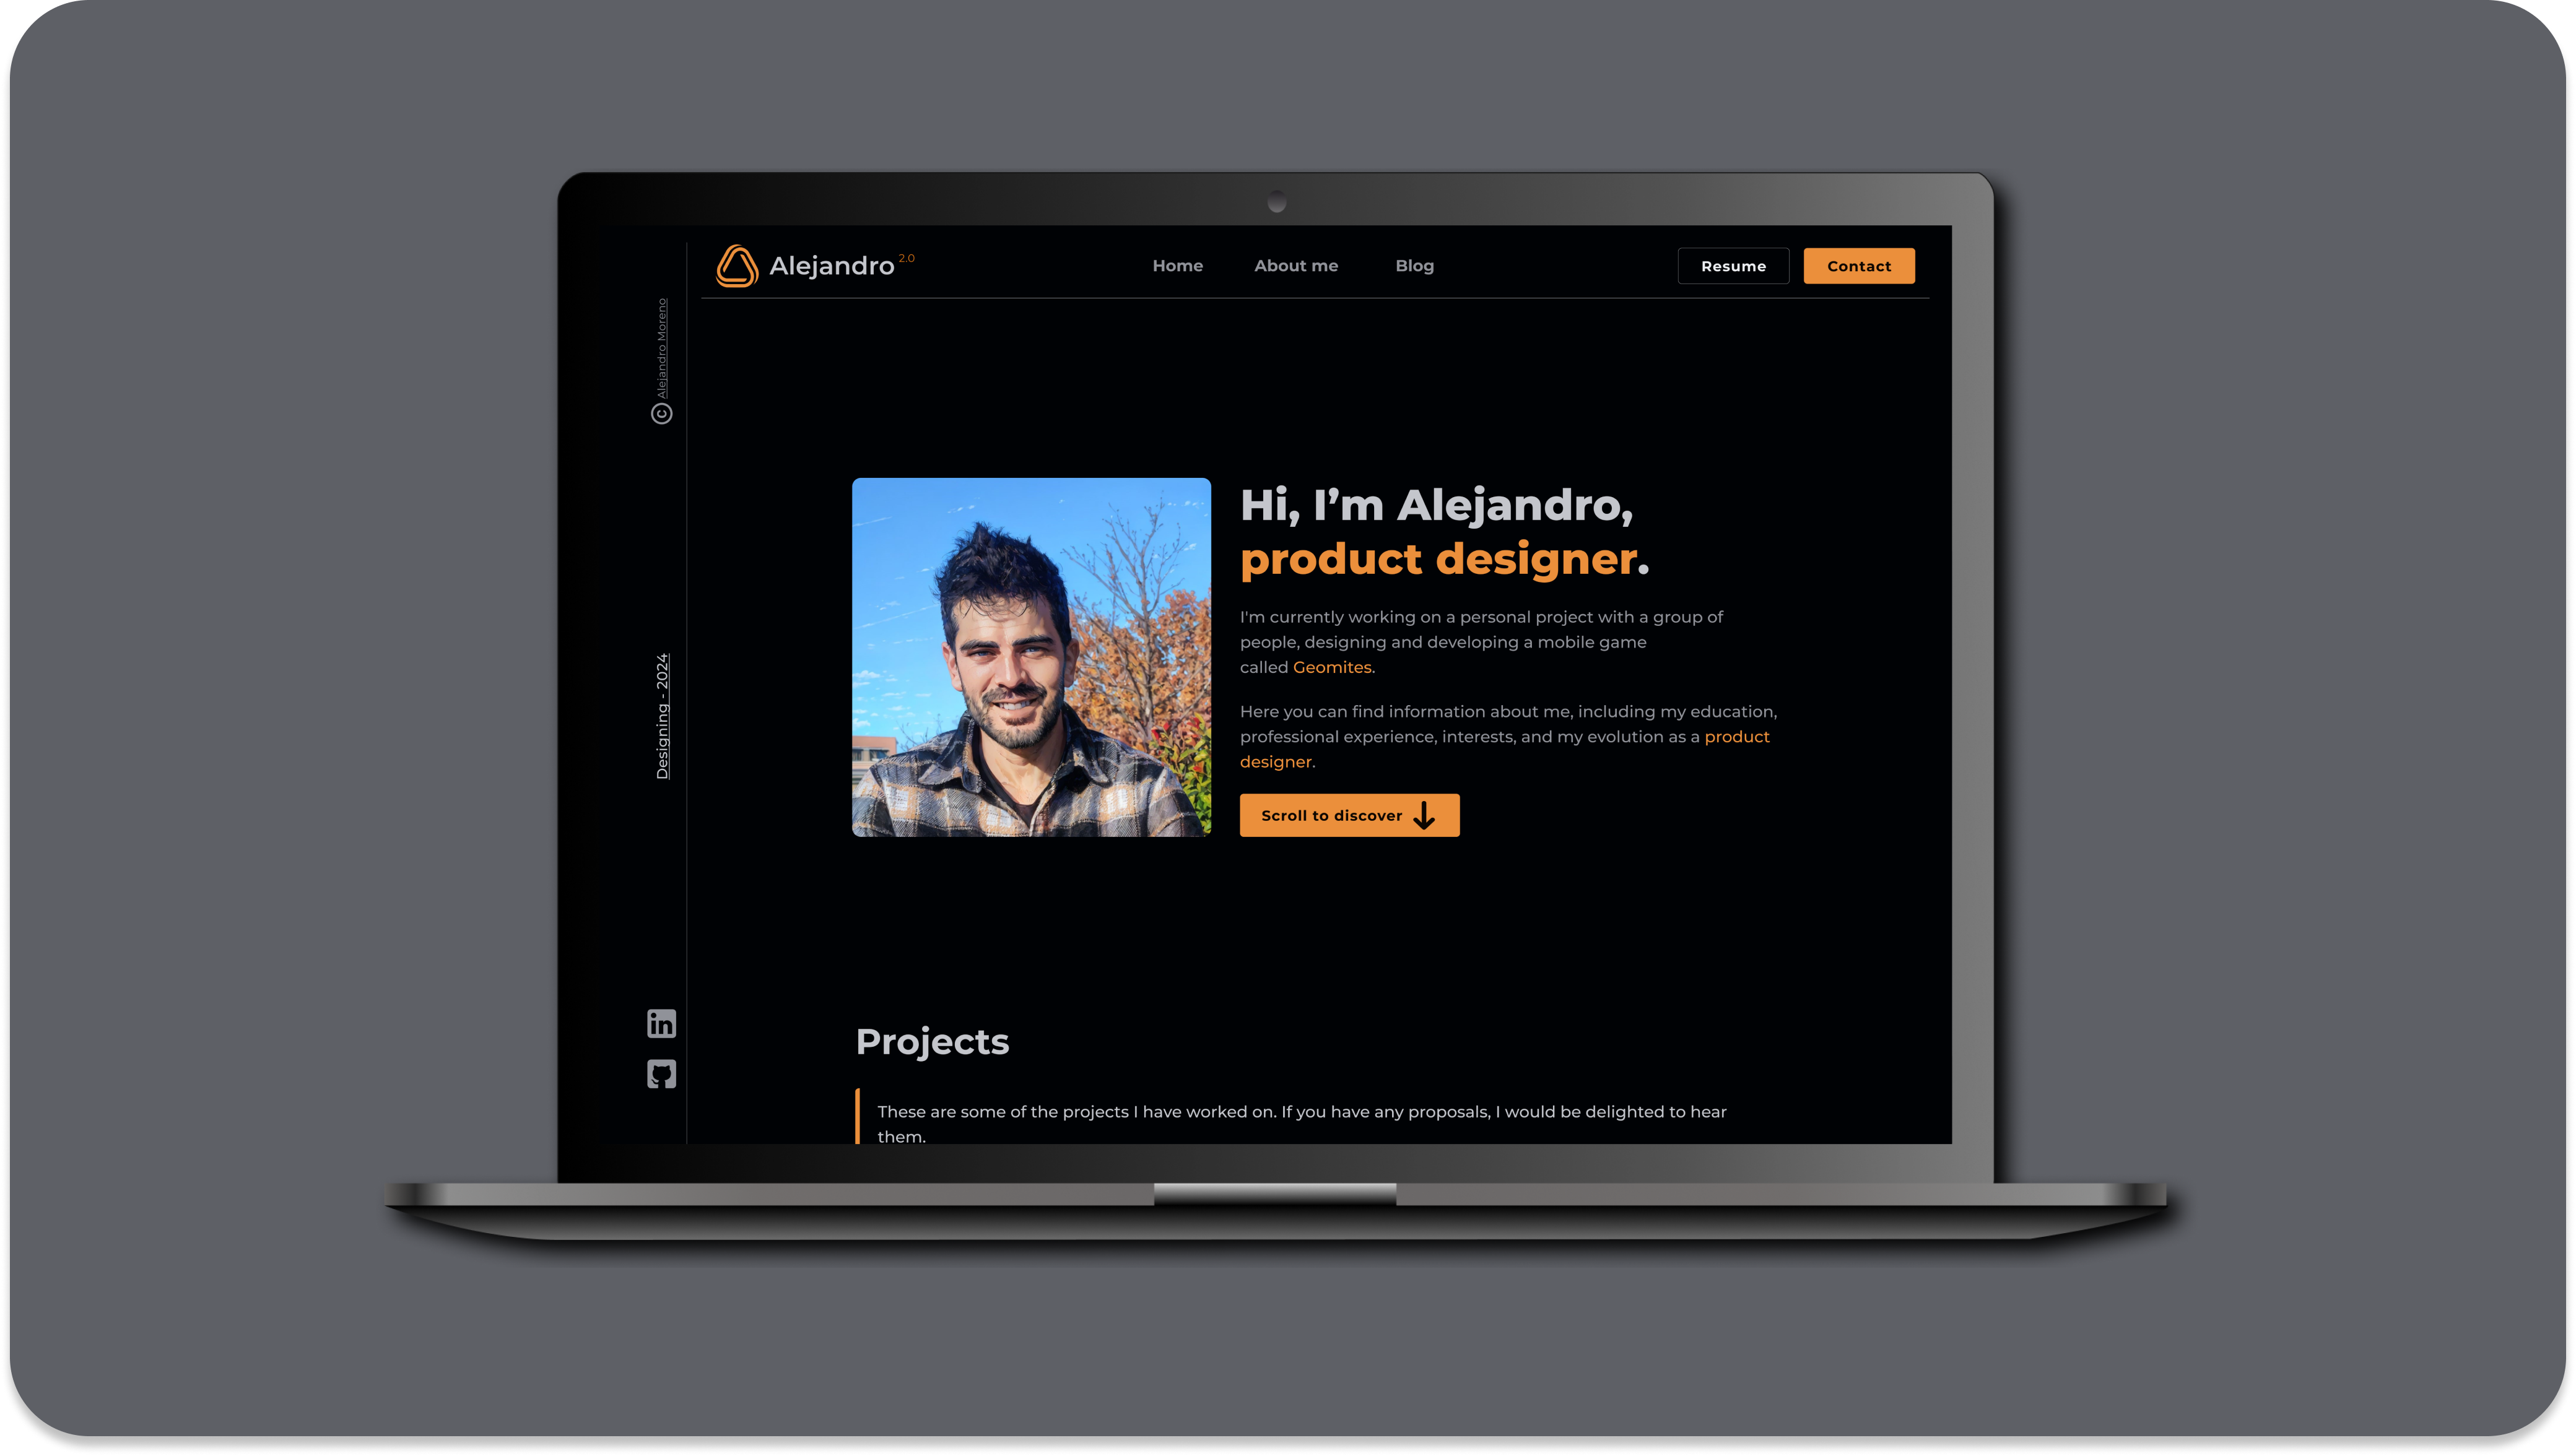 Alejandro 2.0
Home
About me
Blog
Resume
Contact
© Alejandro Moreno
Designing - 2024
Hi, I’m Alejandro,
product designer.
I'm currently working on a personal project with a group of
people, designing and developing a mobile game
called Geomites.
Here you can find information about me, including my education,
professional experience, interests, and my evolution as a product
designer.
Scroll to discover
in
Projects
These are some of the projects I have worked on. If you have any proposals, I would be delighted to hear
them.